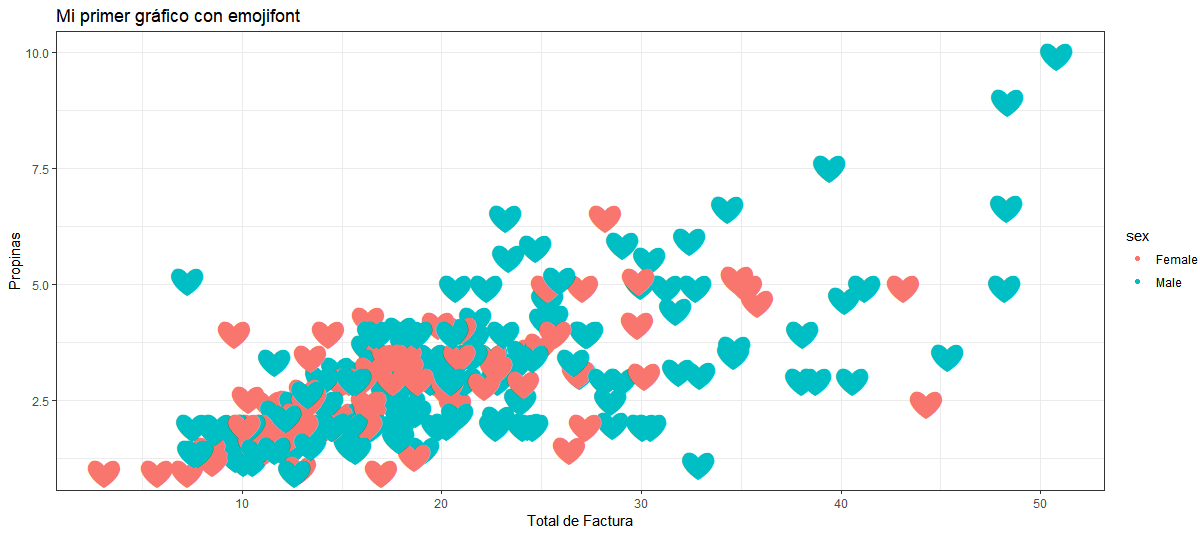 Mi primer gráfico con emojifont
Propinas
10.0
7.5
5.0
2.5
10
20
30
40
50
Total de Factura
sex
Female
Male